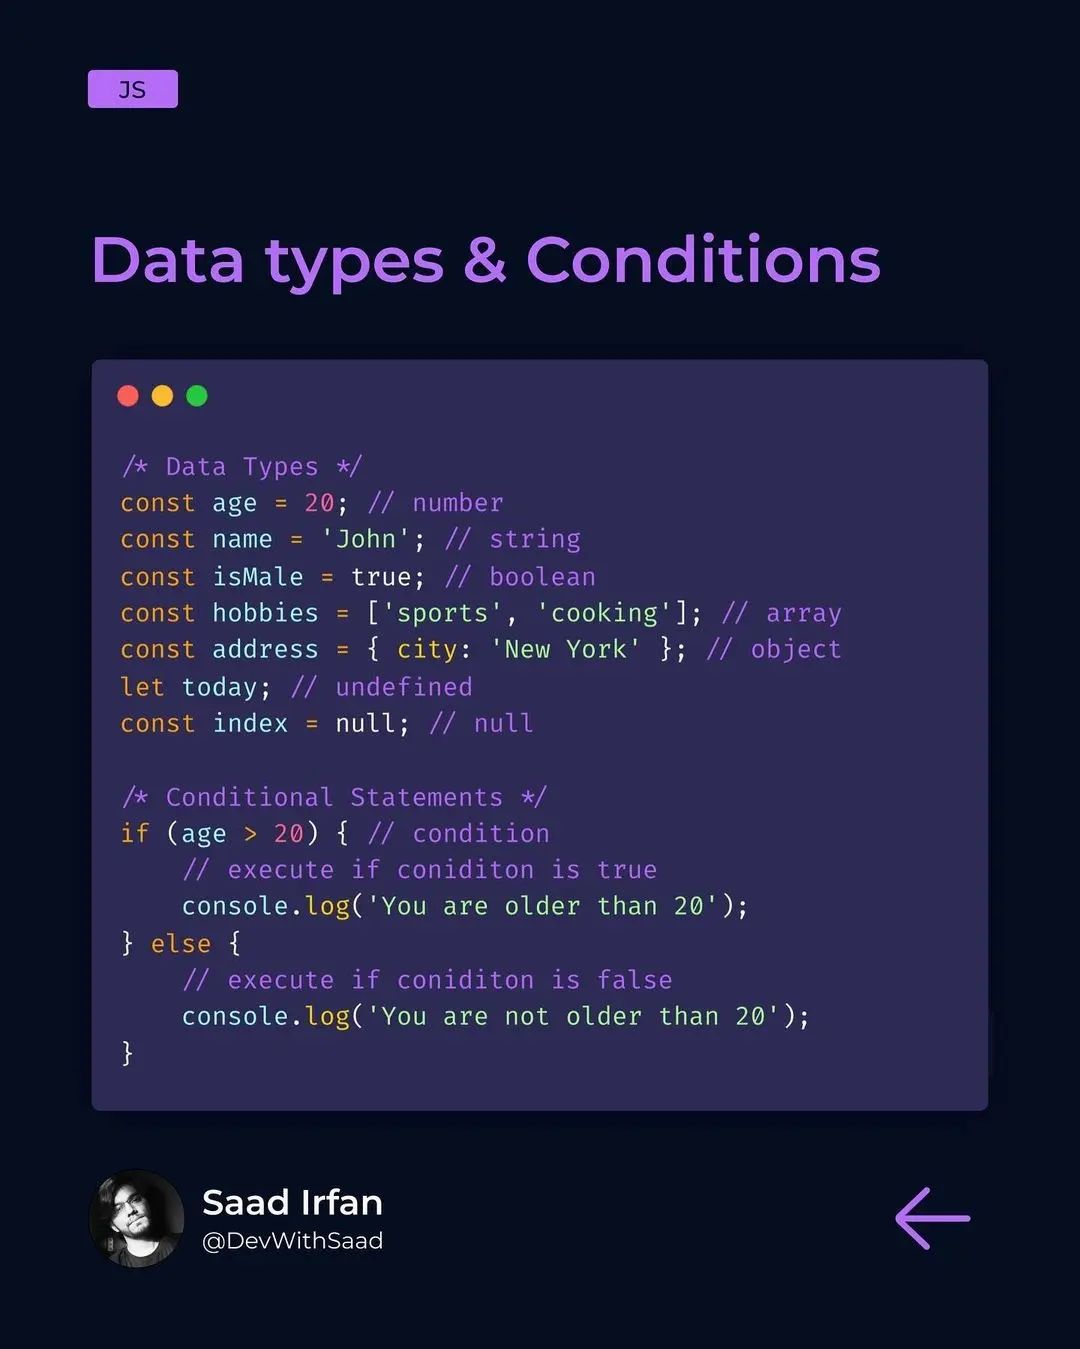 JS
Data types & Conditions
/* Data Types */
const age = 20; // number
const name = 'John'; // string
const isMale = true; // boolean
const hobbies = ['sports', 'cooking']; // array
const address = { city: 'New York' }; // object
let today; // undefined
const index = null; // null
/* Conditional Statements */
if (age > 20) { // condition
    // execute if coniditon is true
    console.log('You are older than 20');
} else {
    // execute if coniditon is false
    console.log('You are not older than 20');
}
Saad Irfan
@DevWithSaad